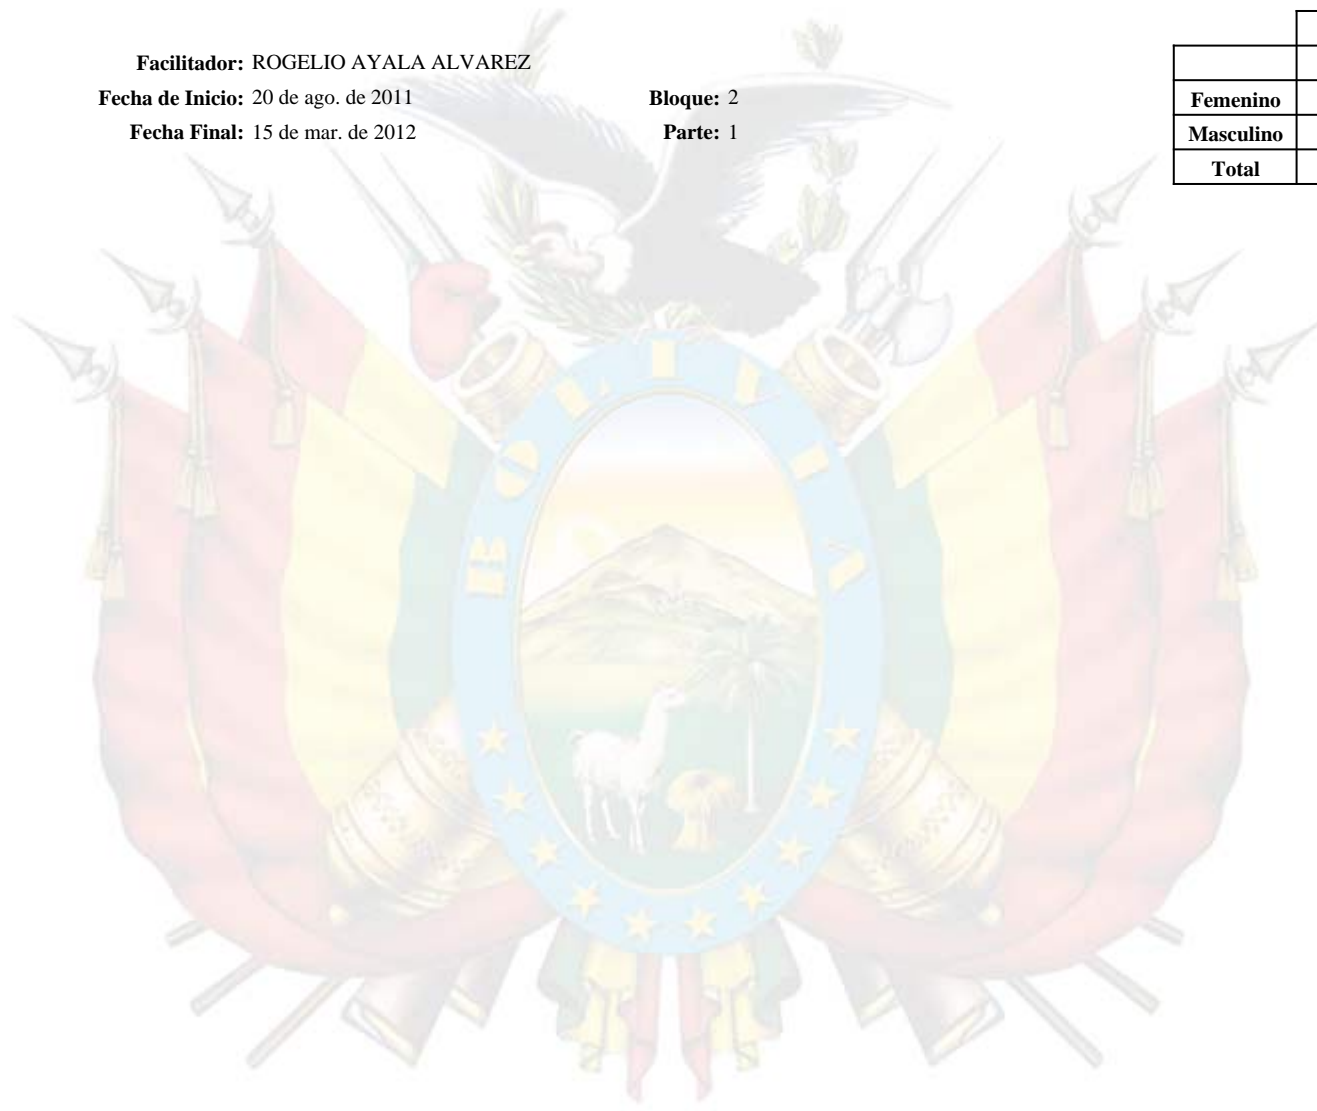 Facilitador: ROGELIO AYALA ALVAREZ
Fecha de Inicio: 20 de ago. de 2011 Bloque: 2
Fecha Final: 15 de mar. de 2012 Parte: 1
Femenino
Masculino
Total
BOLIVIA